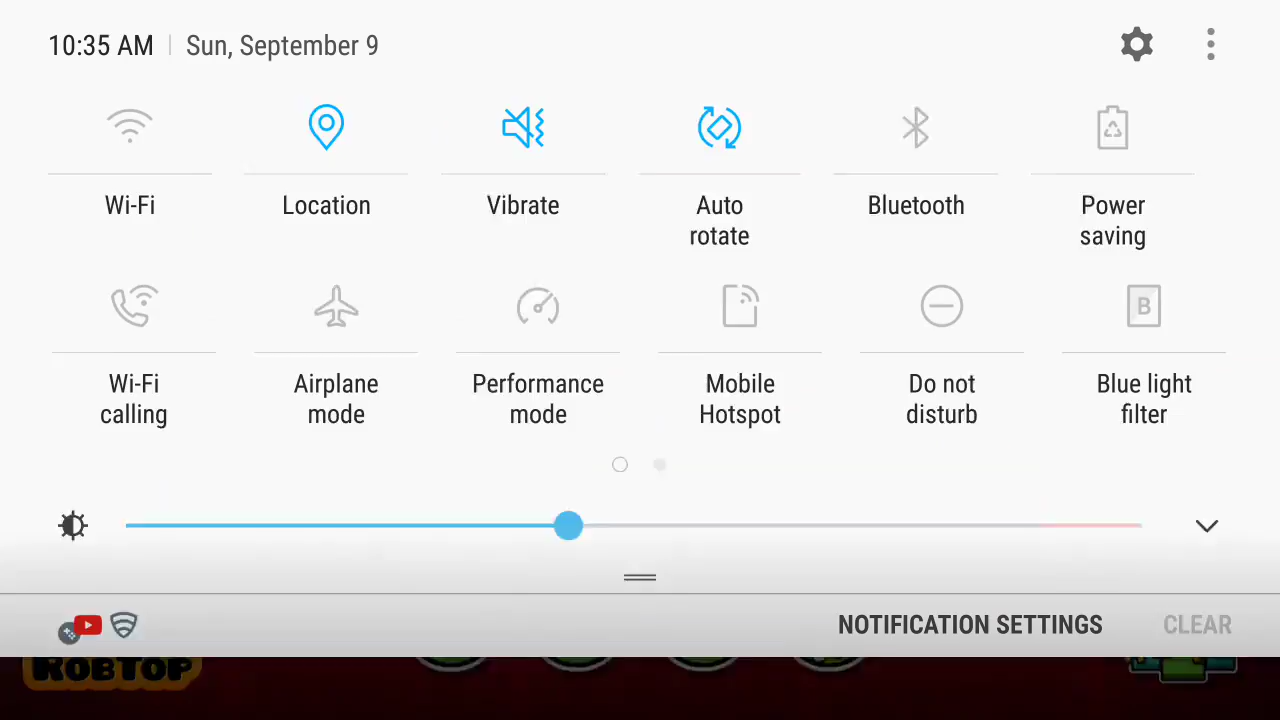 10:35 AM | Sun, September 9
Wi-Fi
Location
Vibrate
Auto
rotate
Bluetooth
Power
saving
Wi-Fi
calling
Airplane
mode
Performance
mode
Mobile
Hotspot
Do not
disturb
B
Blue light
filter
NOTIFICATION SETTINGS
CLEAR
ROBTOP